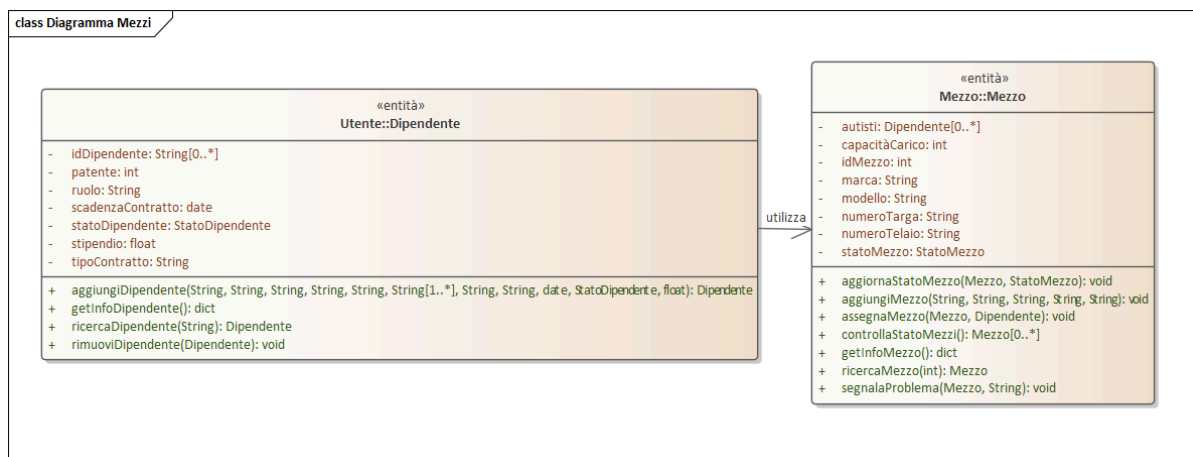 class Diagramma Mezzi
«entità»
Utente::Dipendente
- idDipendente: String[0..*]
- patente: int
- ruolo: String
- scadenzaContratto: date
- statoDipendente: StatoDipendente
- stipendio: float
- tipoContratto: String
+ aggiungiDipendente(String, String, String, String, String, String[1..*], String, String, date, StatoDipendente, float): Dipendente
+ getInfoDipendente(): dict
+ ricercaDipendente(String): Dipendente
+ rimuoviDipendente(Dipendente): void
utilizza
«entità»
Mezzo::Mezzo
- autisti: Dipendente[0..*]
- capacitàCarico: int
- idMezzo: int
- marca: String
- modello: String
- numeroTarga: String
- numeroTelaio: String
- statoMezzo: StatoMezzo
+ aggiornaStatoMezzo(Mezzo, StatoMezzo): void
+ aggiungiMezzo(String, String, String, String, String): void
+ assegnaMezzo(Mezzo, Dipendente): void
+ controllaStatoMezzi(): Mezzo[0..*]
+ getInfoMezzo(): dict
+ ricercaMezzo(int): Mezzo
+ segnalaProblema(Mezzo, String): void